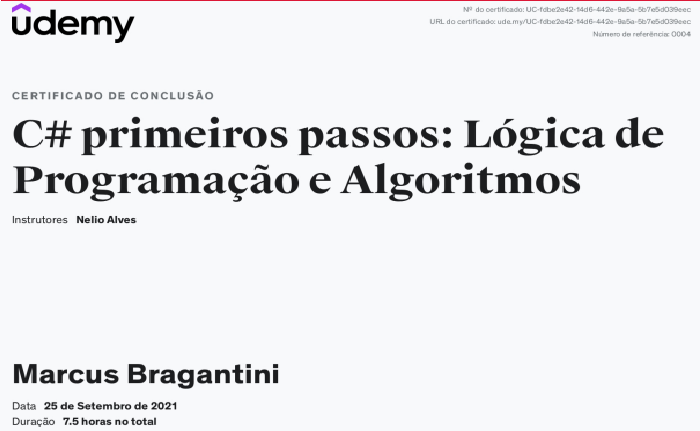 udemy
Nº do certificado: UC-fdbe2e42-f4d6-442e-9a5a-5b7e5d039eec
URL do certificado: ude.my/UC-fdbe2e42-f4d6-442e-9a5a-5b7e5d039eec
Número de referência: 0004
CERTIFICADO DE CONCLUSÃO
C# primeiros passos: Lógica de
Programação e Algoritmos
Instrutores Nelio Alves
Marcus Bragantini
Data 25 de Setembro de 2021
Duração 7.5 horas no total